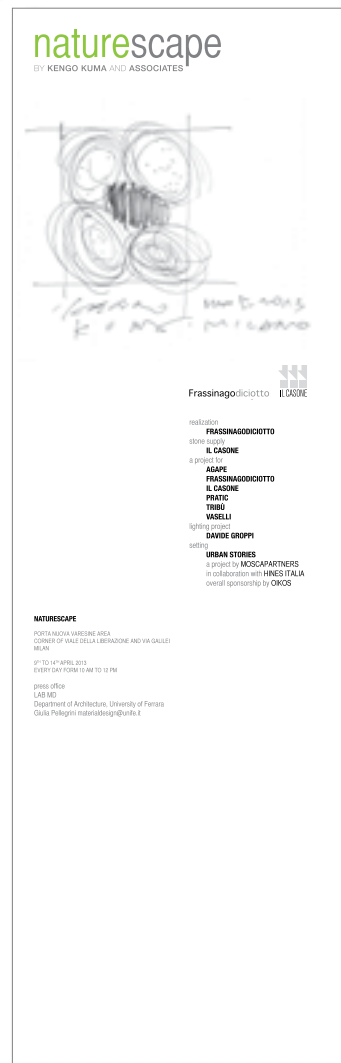 naturescape
BY KENGO KUMA AND ASSOCIATES
Frassinagodiciotto
IL CASONE
realization
FRASSINAGODICIOTTO
stone supply
IL CASONE
a project for
AGAPE
FRASSINAGODICIOTTO
IL CASONE
PRATIC
TRIBÙ
VASELLI
lighting project
DAVIDE GROPPI
setting
URBAN STORIES
a project by MOSCAPARTNERS
in collaboration with HINES ITALIA
overall sponsorship by OIKOS
NATURESCAPE
PORTA NUOVA VARESINE AREA
CORNER OF VIALE DELLA LIBERAZIONE AND VIA GALILEI
MILAN
9TH TO 14TH APRIL 2013
EVERY DAY FORM 10 AM TO 12 PM
press office
LAB MD
Department of Architecture, University of Ferrara
Giulia Pellegrini materialdesign@unife.it